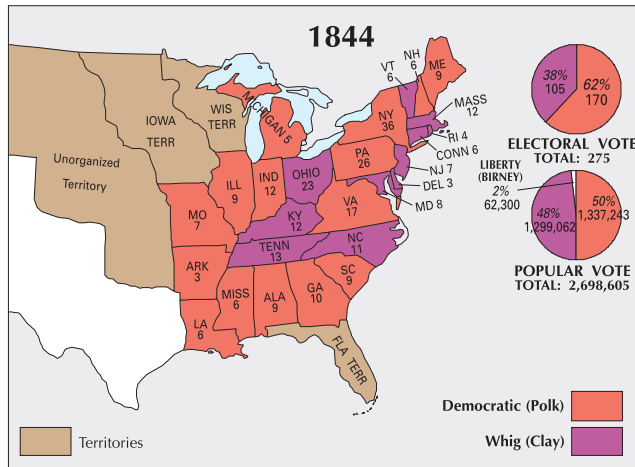 1844
NH
6
VT
6
ME
9
MASS
12
NY
36
RI 4
CONN 6
NJ 7
DEL 3
MD 8
PA
26
MICHIGAN 5
WIS
TERR
IOWA
TERR
Unorganized
Territory
ILL
9
IND
12
OHIO
23
VA
17
KY
12
MO
7
TENN
13
NC
11
ARK
3
SC
9
MISS
6
ALA
9
GA
10
LA
6
FLA TERR
38%
105
62%
170
ELECTORAL VOTE
TOTAL: 275
LIBERTY
(BIRNEY)
2%
62,300
50%
1,337,243
48%
1,299,062
POPULAR VOTE
TOTAL: 2,698,605
Democratic (Polk)
Whig (Clay)
Territories